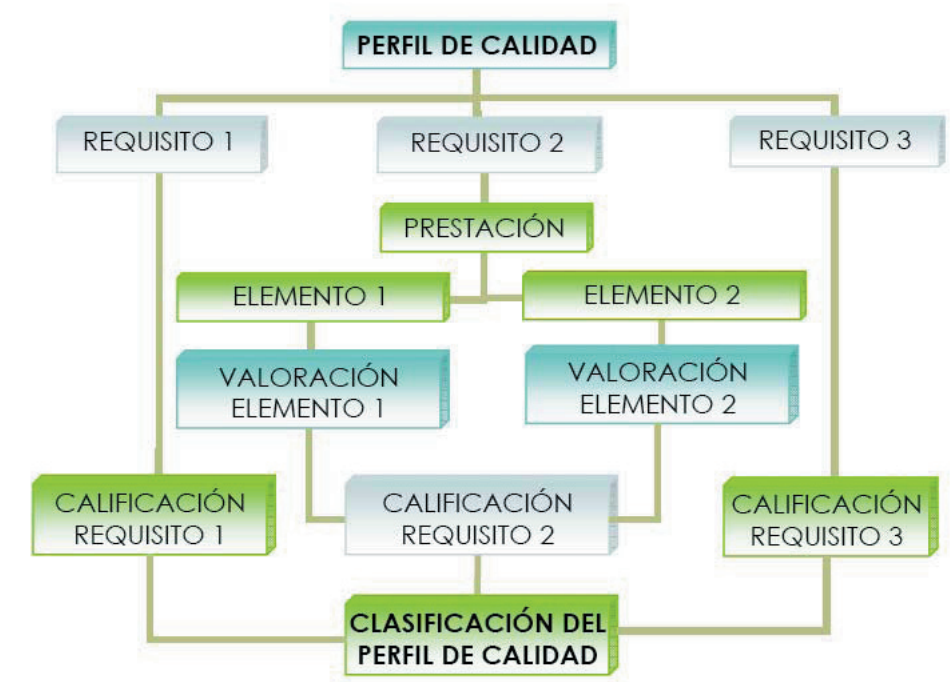 PERFIL DE CALIDAD
REQUISITO 1
REQUISITO 2
REQUISITO 3
PRESTACIÓN
ELEMENTO 1
ELEMENTO 2
VALORACIÓN
ELEMENTO 1
VALORACIÓN
ELEMENTO 2
CALIFICACIÓN
REQUISITO 1
CALIFICACIÓN
REQUISITO 2
CALIFICACIÓN
REQUISITO 3
CLASIFICACIÓN DEL
PERFIL DE CALIDAD